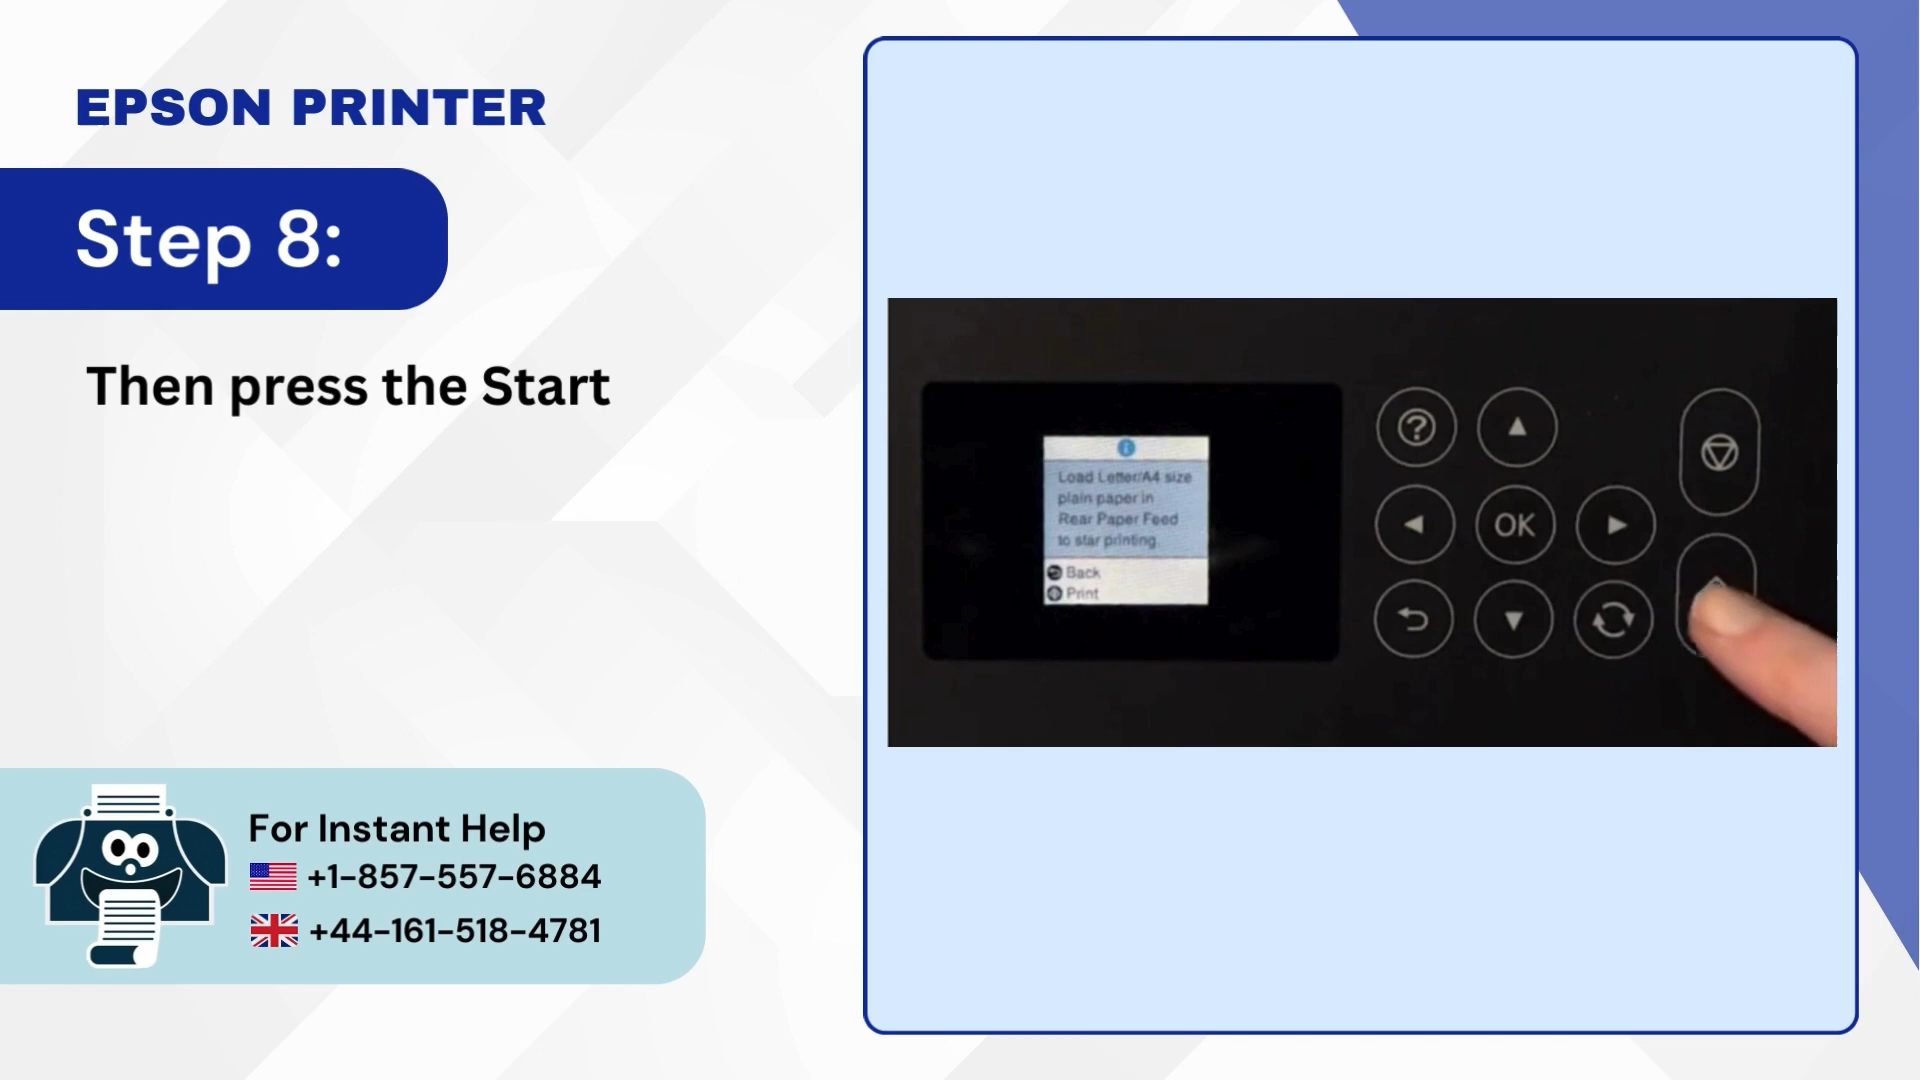 EPSON PRINTER
Step 8:
Then press the Start
Load Letter/A4 size
plain paper in
Rear Paper Feed
to star printing.
Back
Print
?
OK
For Instant Help
+1-857-557-6884
+44-161-518-4781